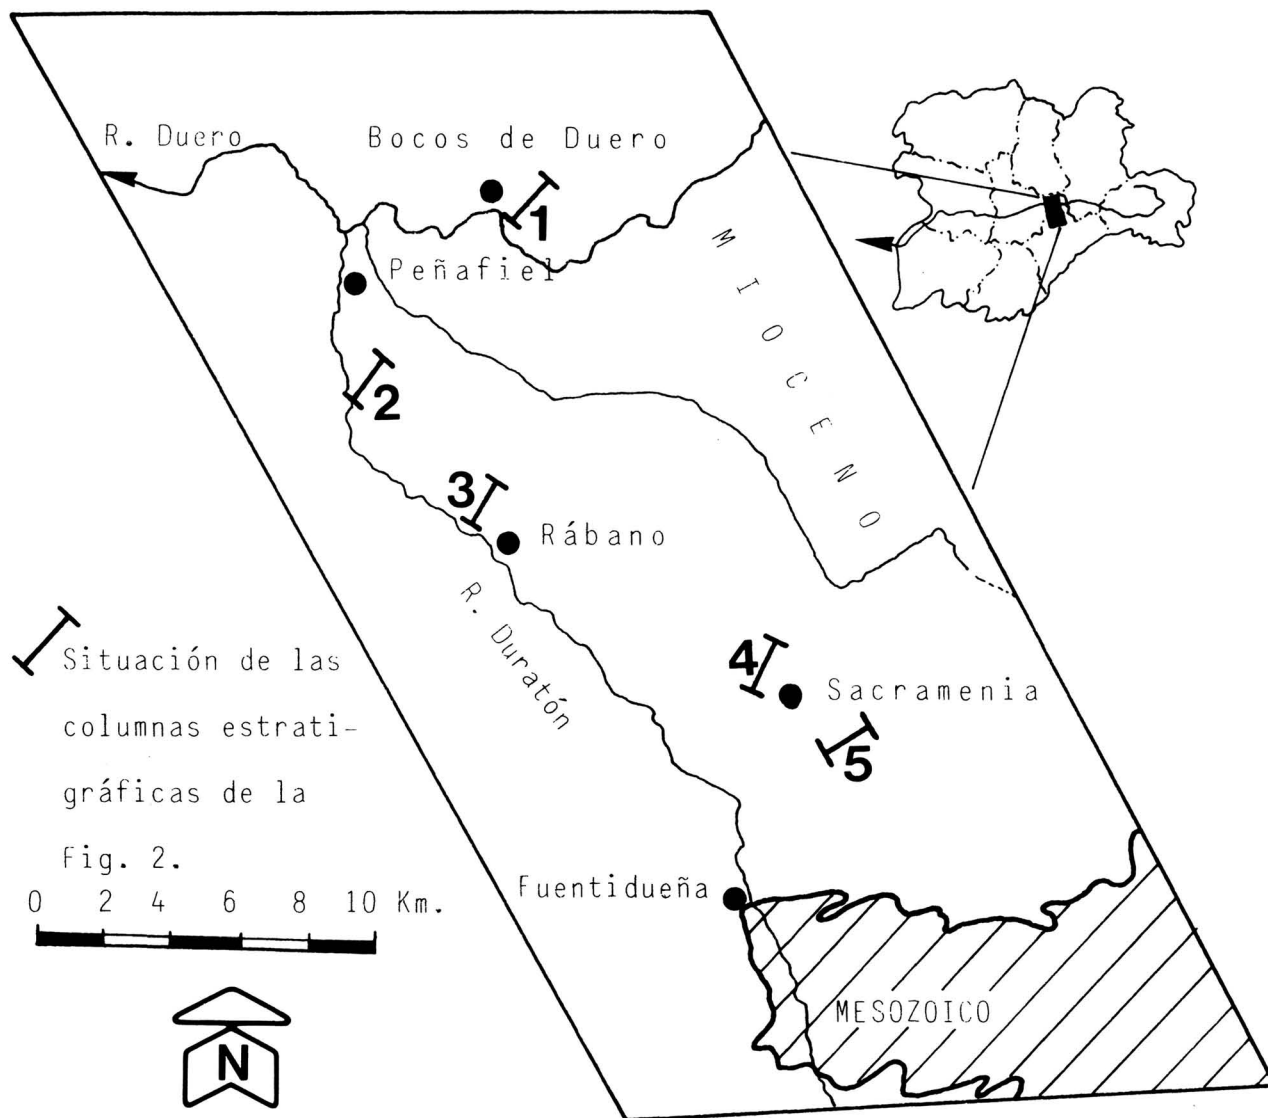 R. Duero
Bocos de Duero
1
Peñafiel
MIOCENO
2
3
Rábano
R. Duratón
4
Sacramenia
5
Situación de las
columnas estrati-
gráficas de la
Fig. 2.
0 2 4 6 8 10 Km.
Fuentidueña
MESOZOICO
N